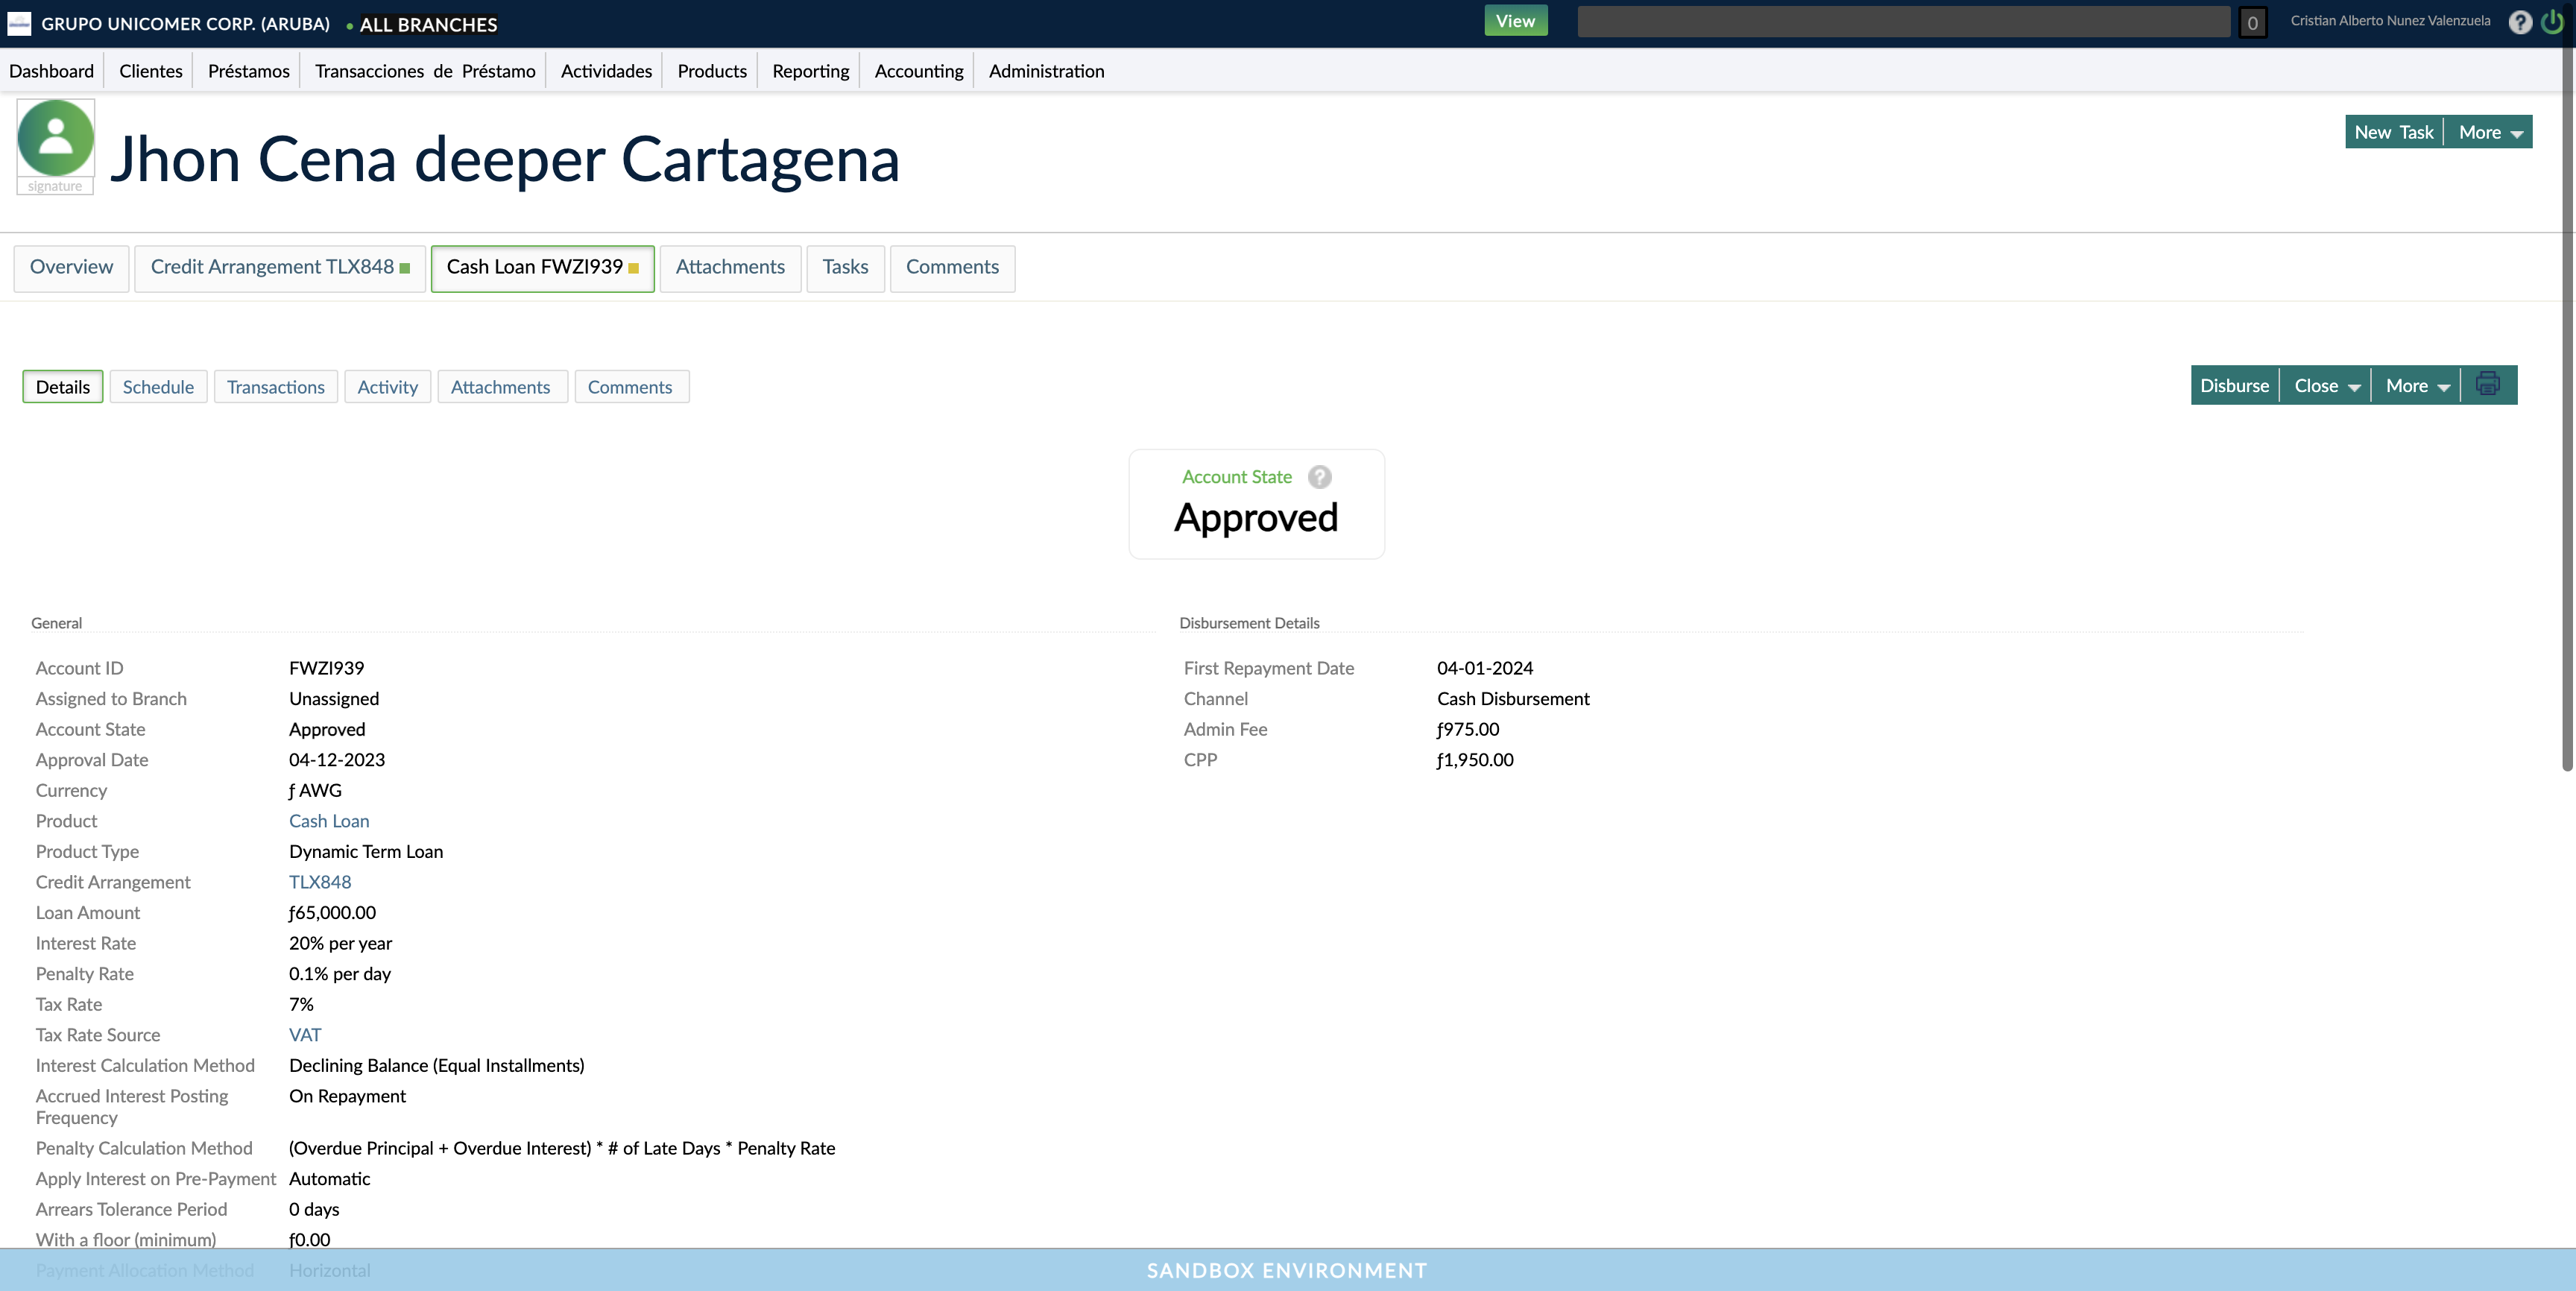 GRUPO UNICOMER CORP. (ARUBA) • ALL BRANCHES View 0 Cristian Alberto Nunez Valenzuela ?
Dashboard Clientes Préstamos Transacciones de Préstamo Actividades Products Reporting Accounting Administration
signature
Jhon Cena deeper Cartagena
New Task More
Overview Credit Arrangement TLX848 Cash Loan FWZI939 Attachments Tasks Comments
Details Schedule Transactions Activity Attachments Comments
Disburse Close More
Account State ?
Approved
General
Account ID FWZI939
Assigned to Branch Unassigned
Account State Approved
Approval Date 04-12-2023
Currency ƒ AWG
Product Cash Loan
Product Type Dynamic Term Loan
Credit Arrangement TLX848
Loan Amount ƒ65,000.00
Interest Rate 20% per year
Penalty Rate 0.1% per day
Tax Rate 7%
Tax Rate Source VAT
Interest Calculation Method Declining Balance (Equal Installments)
Accrued Interest Posting On Repayment
Frequency
Penalty Calculation Method (Overdue Principal + Overdue Interest) * # of Late Days * Penalty Rate
Apply Interest on Pre-Payment Automatic
Arrears Tolerance Period 0 days
With a floor (minimum) ƒ0.00
Payment Allocation Method Horizontal
Disbursement Details
First Repayment Date 04-01-2024
Channel Cash Disbursement
Admin Fee ƒ975.00
CPP ƒ1,950.00
SANDBOX ENVIRONMENT